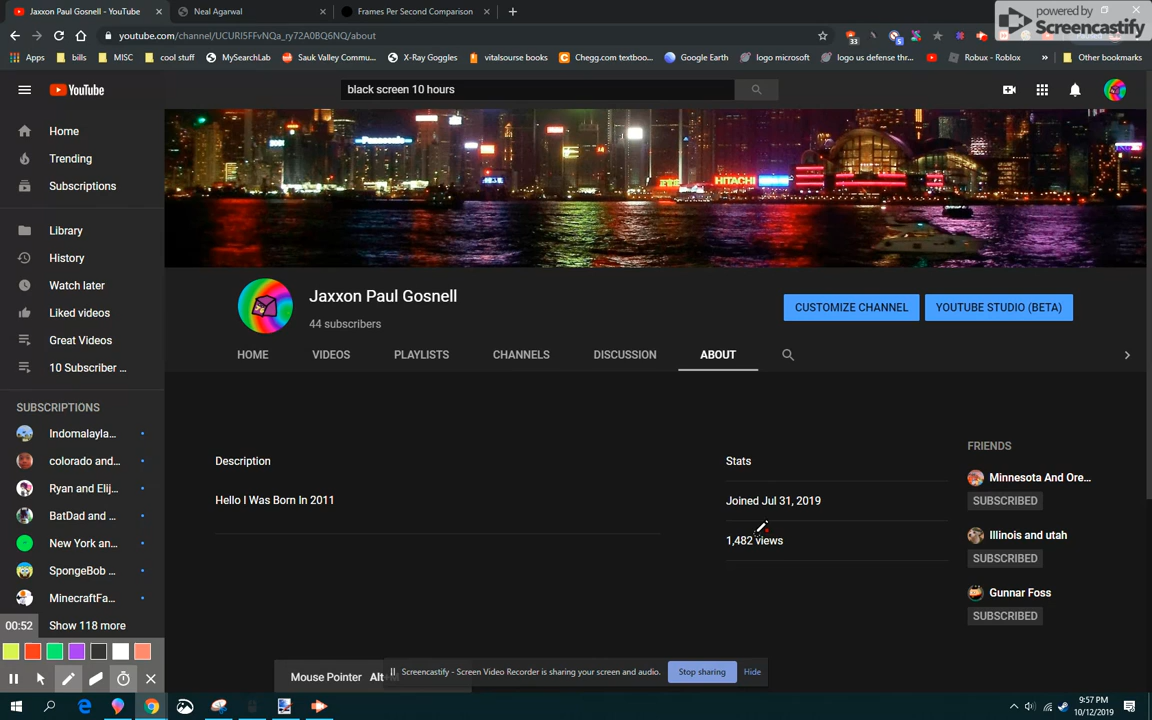 Jaxxon Paul Gosnell - YouTube
Neal Agarwal
Frames Per Second Comparison
powered by
Screencastify
youtube.com/channel/UCURI5FFvNQa_ry72A0BQ6NQ/about
33
Apps bills MISC cool stuff MySearchLab Sauk Valley Commu... X-Ray Goggles vitalsourse books Chegg.com textboo... Google Earth logo microsoft logo us defense thr... Robux - Roblox » Other bookmarks
YouTube
black screen 10 hours
Home
Trending
Subscriptions
Library
History
Watch later
Liked videos
Great Videos
10 Subscriber ...
SUBSCRIPTIONS
Indomalayla...
colorado and...
Ryan and Elij...
BatDad and ...
New York an...
SpongeBob ...
MinecraftFa...
Show 118 more
Panasonic
HITACHI
Jaxxon Paul Gosnell
44 subscribers
CUSTOMIZE CHANNEL
YOUTUBE STUDIO (BETA)
HOME VIDEOS PLAYLISTS CHANNELS DISCUSSION ABOUT
Description
Hello I Was Born In 2011
Stats
Joined Jul 31, 2019
1,482 views
FRIENDS
Minnesota And Ore...
SUBSCRIBED
Illinois and utah
SUBSCRIBED
Gunnar Foss
SUBSCRIBED
00:52
Mouse Pointer Alt+
Screencastify - Screen Video Recorder is sharing your screen and audio.
Stop sharing
Hide
9:57 PM
10/12/2019